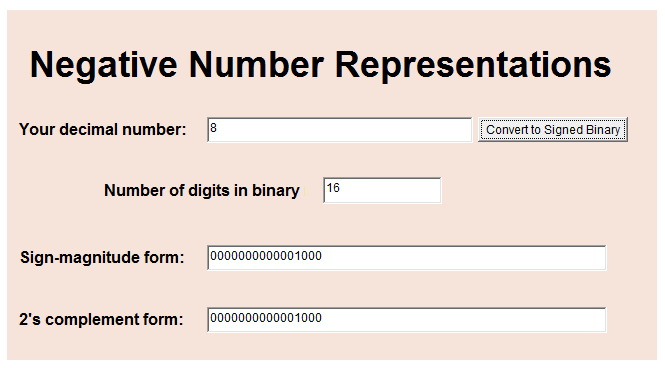 Negative Number Representations
Your decimal number: 8 Convert to Signed Binary
Number of digits in binary 16
Sign-magnitude form: 0000000000001000
2's complement form: 0000000000001000